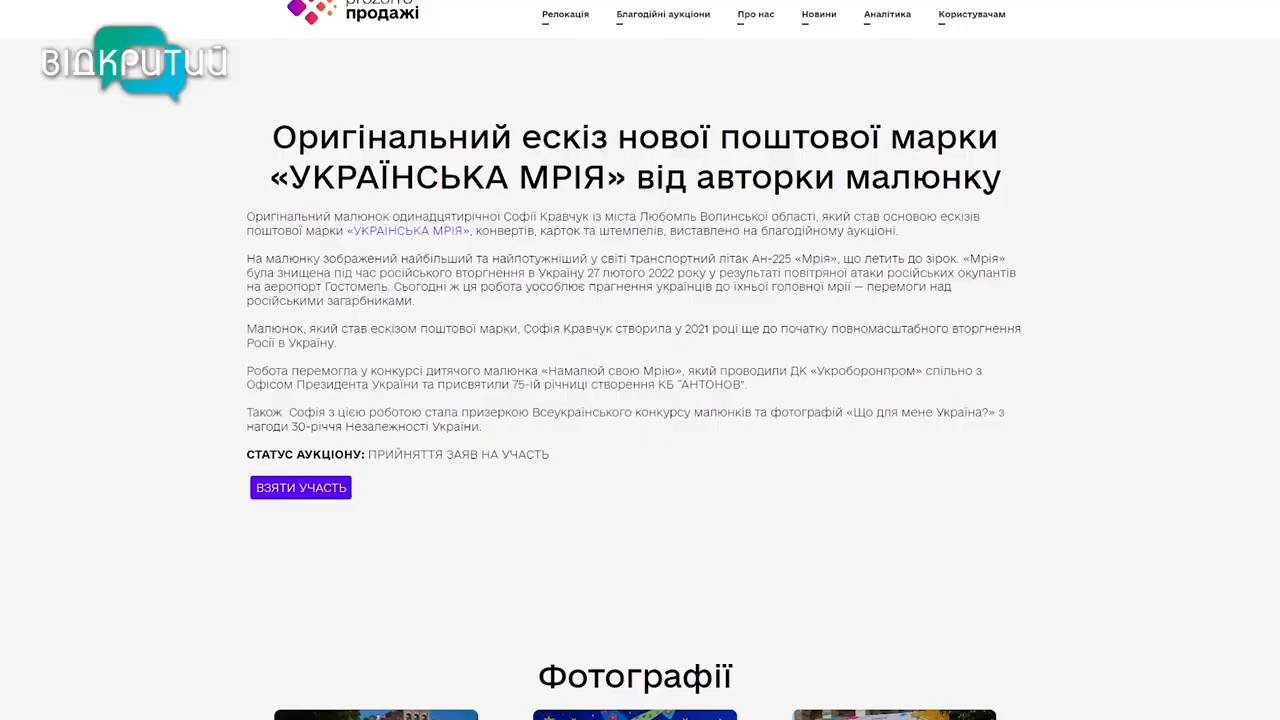 prozorro
продажі
Релокація
Благодійні аукціони
Про нас
Новини
Аналітика
Користувачам
ВІДКРИТИЙ
Оригінальний ескіз нової поштової марки
«УКРАЇНСЬКА МРІЯ» від авторки малюнку
Оригінальний малюнок одинадцятирічної Софії Кравчук із міста Любомль Волинської області, який став основою ескізів
поштової марки «УКРАЇНСЬКА МРІЯ», конвертів, карток та штемпелів, виставлено на благодійному аукціоні.
На малюнку зображений найбільший та найпотужніший у світі транспортний літак Ан-225 «Мрія», що летить до зірок. «Мрія»
була знищена під час російського вторгнення в Україну 27 лютого 2022 року у результаті повітряної атаки російських окупантів
на аеропорт Гостомель. Сьогодні ж ця робота уособлює прагнення українців до їхньої головної мрії — перемоги над
російськими загарбниками.
Малюнок, який став ескізом поштової марки, Софія Кравчук створила у 2021 році ще до початку повномасштабного вторгнення
Росії в Україну.
Робота перемогла у конкурсі дитячого малюнка «Намалюй свою Мрію», який проводили ДК «Укроборонпром» спільно з
Офісом Президента України та присвятили 75-ій річниці створення КБ "АНТОНОВ".
Також  Софія з цією роботою стала призеркою Всеукраїнського конкурсу малюнків та фотографій «Що для мене Україна?» з
нагоди 30-річчя Незалежності України.
СТАТУС АУКЦІОНУ: ПРИЙНЯТТЯ ЗАЯВ НА УЧАСТЬ
ВЗЯТИ УЧАСТЬ
Фотографії